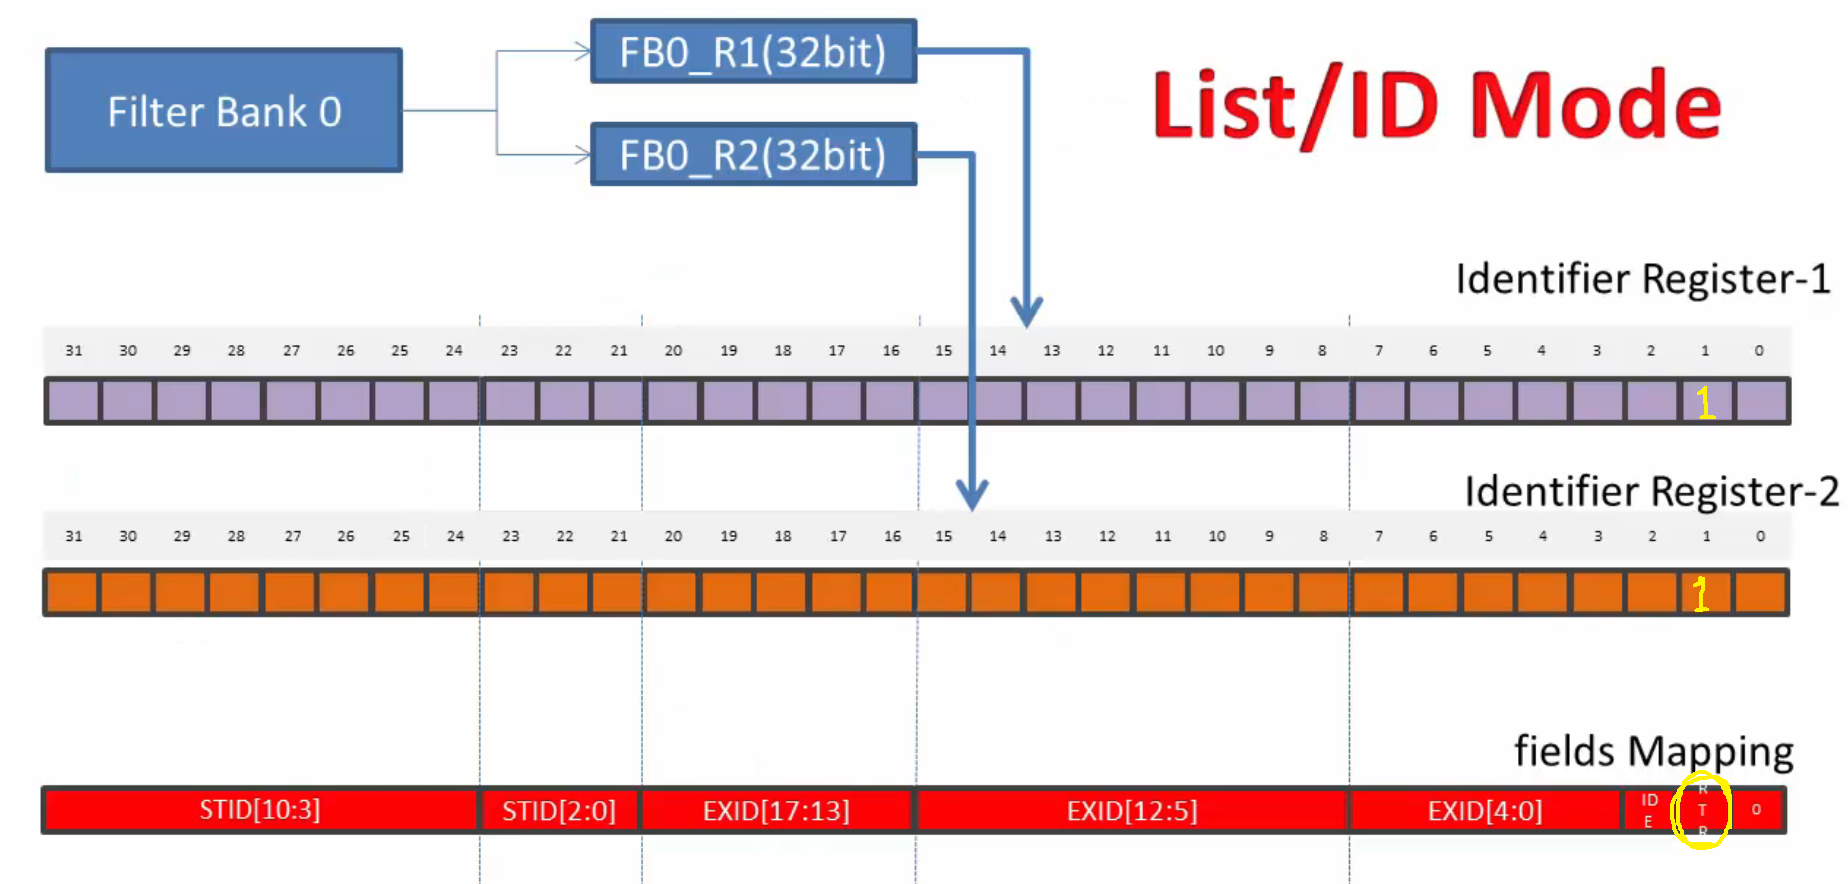 FB0_R1(32bit)
Filter Bank 0
List/ID Mode
FB0_R2(32bit)
Identifier Register-1
31 30 29 28 27 26 25 24 23 22 21 20 19 18 17 16 15 14 13 12 11 10 9 8 7 6 5 4 3 2 1 0
1
Identifier Register-2
31 30 29 28 27 26 25 24 23 22 21 20 19 18 17 16 15 14 13 12 11 10 9 8 7 6 5 4 3 2 1 0
1
fields Mapping
STID[10:3] STID[2:0] EXID[17:13] EXID[12:5] EXID[4:0] IDE RTR 0